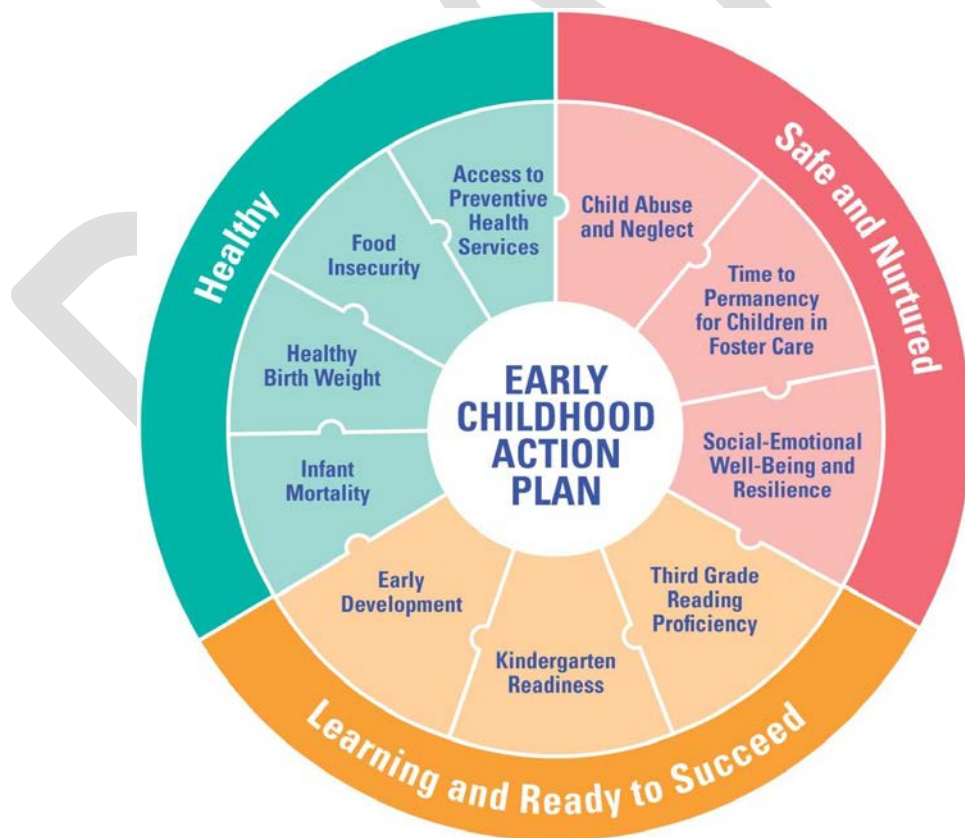 EARLY
CHILDHOOD
ACTION
PLAN
Healthy
Access to
Preventive
Health
Services
Food
Insecurity
Healthy
Birth Weight
Infant
Mortality
Safe and Nurtured
Child Abuse
and Neglect
Time to
Permanency
for Children in
Foster Care
Social-Emotional
Well-Being and
Resilience
Learning and Ready to Succeed
Early
Development
Kindergarten
Readiness
Third Grade
Reading
Proficiency